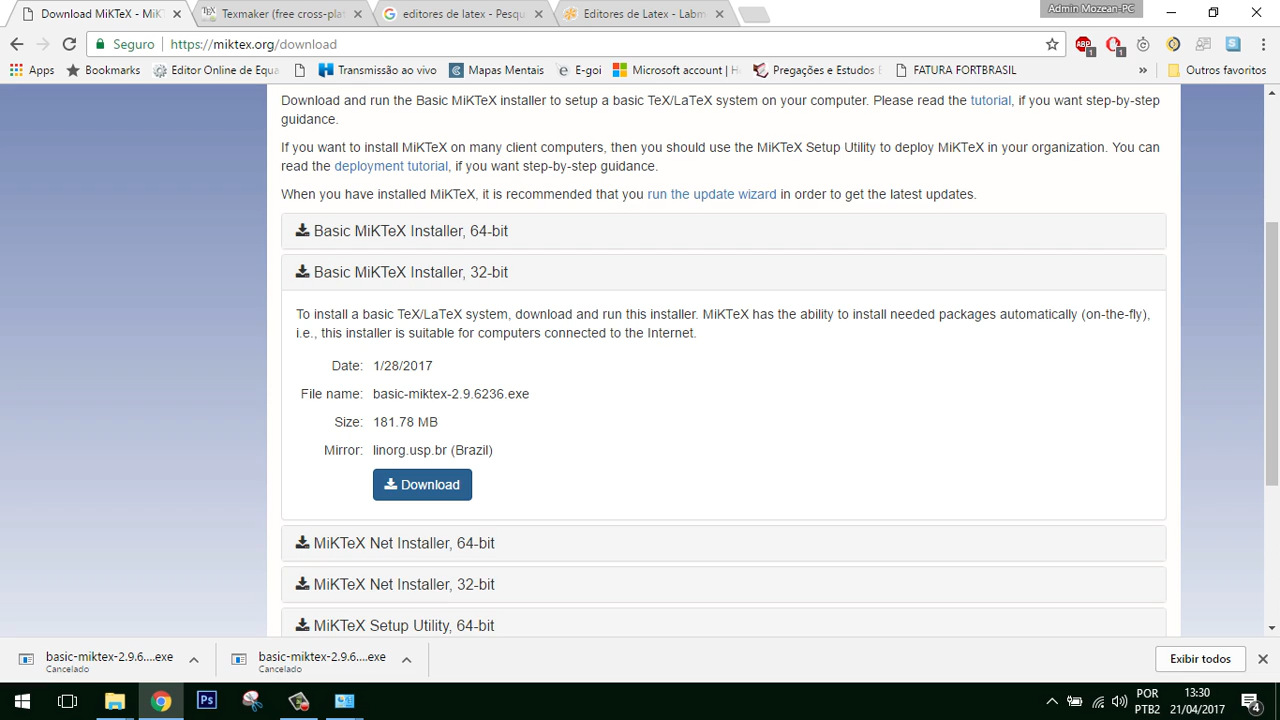 Download MiKTeX - MiK
Texmaker (free cross-plat
editores de latex - Pesqu
Editores de Latex - Labm
Admin Mozean-PC
Seguro
https://miktex.org/download
Apps
Bookmarks
Editor Online de Equa
Transmissão ao vivo
Mapas Mentais
E-goi
Microsoft account | H
Pregações e Estudos
FATURA FORTBRASIL
Outros favoritos
Download and run the Basic MiKTeX installer to setup a basic TeX/LaTeX system on your computer. Please read the tutorial, if you want step-by-step
guidance.
If you want to install MiKTeX on many client computers, then you should use the MiKTeX Setup Utility to deploy MiKTeX in your organization. You can
read the deployment tutorial, if you want step-by-step guidance.
When you have installed MiKTeX, it is recommended that you run the update wizard in order to get the latest updates.
Basic MiKTeX Installer, 64-bit
Basic MiKTeX Installer, 32-bit
To install a basic TeX/LaTeX system, download and run this installer. MiKTeX has the ability to install needed packages automatically (on-the-fly),
i.e., this installer is suitable for computers connected to the Internet.
Date: 1/28/2017
File name: basic-miktex-2.9.6236.exe
Size: 181.78 MB
Mirror: linorg.usp.br (Brazil)
Download
MiKTeX Net Installer, 64-bit
MiKTeX Net Installer, 32-bit
MiKTeX Setup Utility, 64-bit
basic-miktex-2.9.6....exe
Cancelado
basic-miktex-2.9.6....exe
Cancelado
Exibir todos
Ps
POR
PTB2
13:30
21/04/2017
4